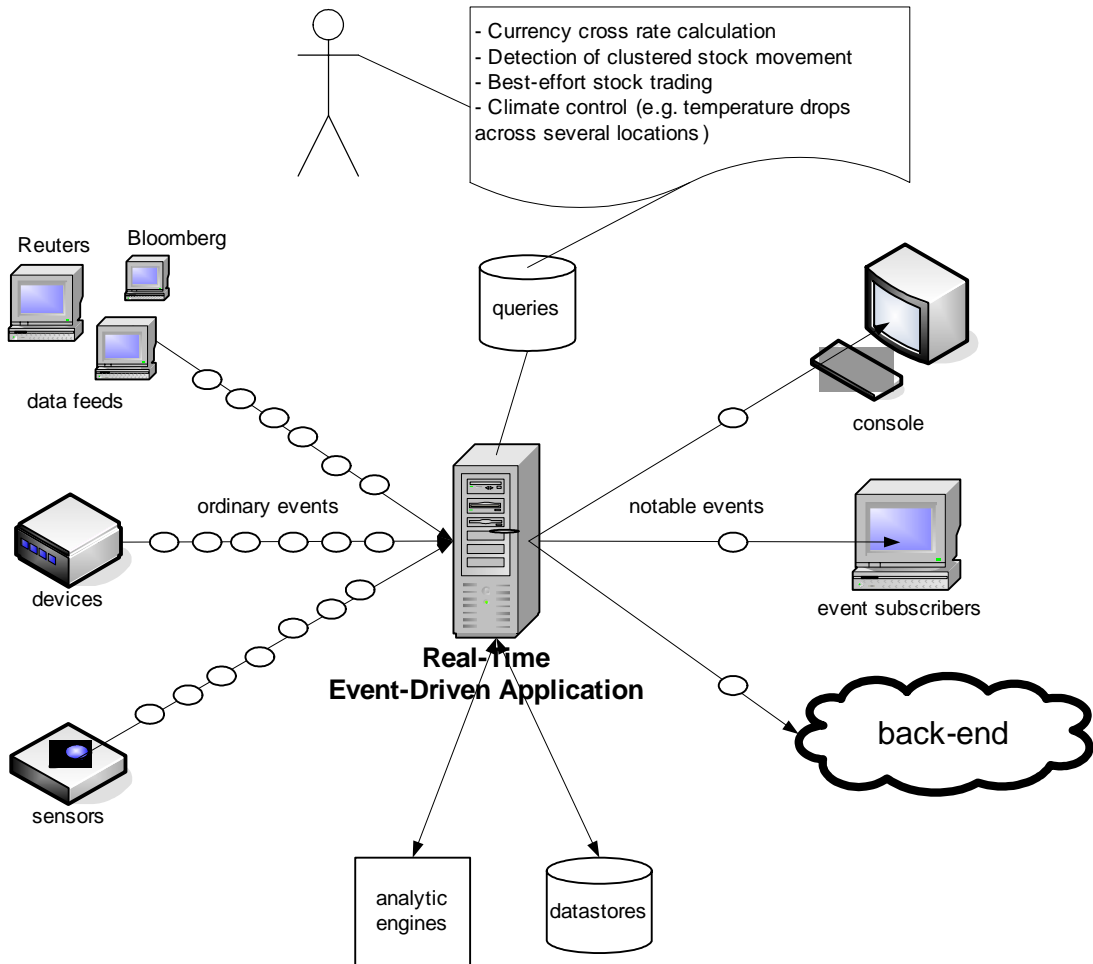 - Currency cross rate calculation
- Detection of clustered stock movement
- Best-effort stock trading
- Climate control (e.g. temperature drops
across several locations)
Reuters
Bloomberg
queries
data feeds
console
ordinary events
notable events
devices
event subscribers
Real-Time
Event-Driven Application
back-end
sensors
analytic
engines
datastores